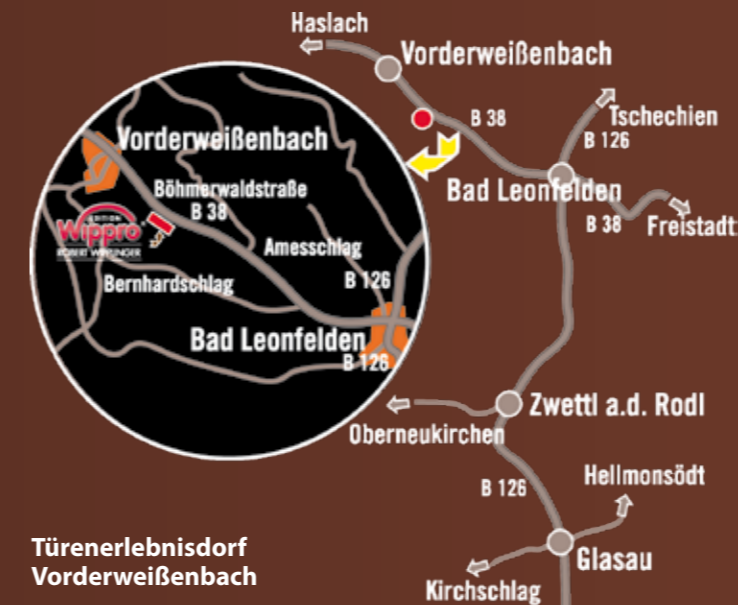 Haslach
Vorderweißenbach
B 38
Tschechien
B 126
Bad Leonfelden
B 38
Freistadt
Vorderweißenbach
Böhmerwaldstraße
B 38
EDITION
Wippro®
Amesschlag
Bernhardschlag
B 126
Bad Leonfelden
B 126
Zwettl a.d. Rodl
Oberneukirchen
B 126
Hellmonsödt
Glasau
Kirchschlag
Türenerlebnisdorf
Vorderweißenbach